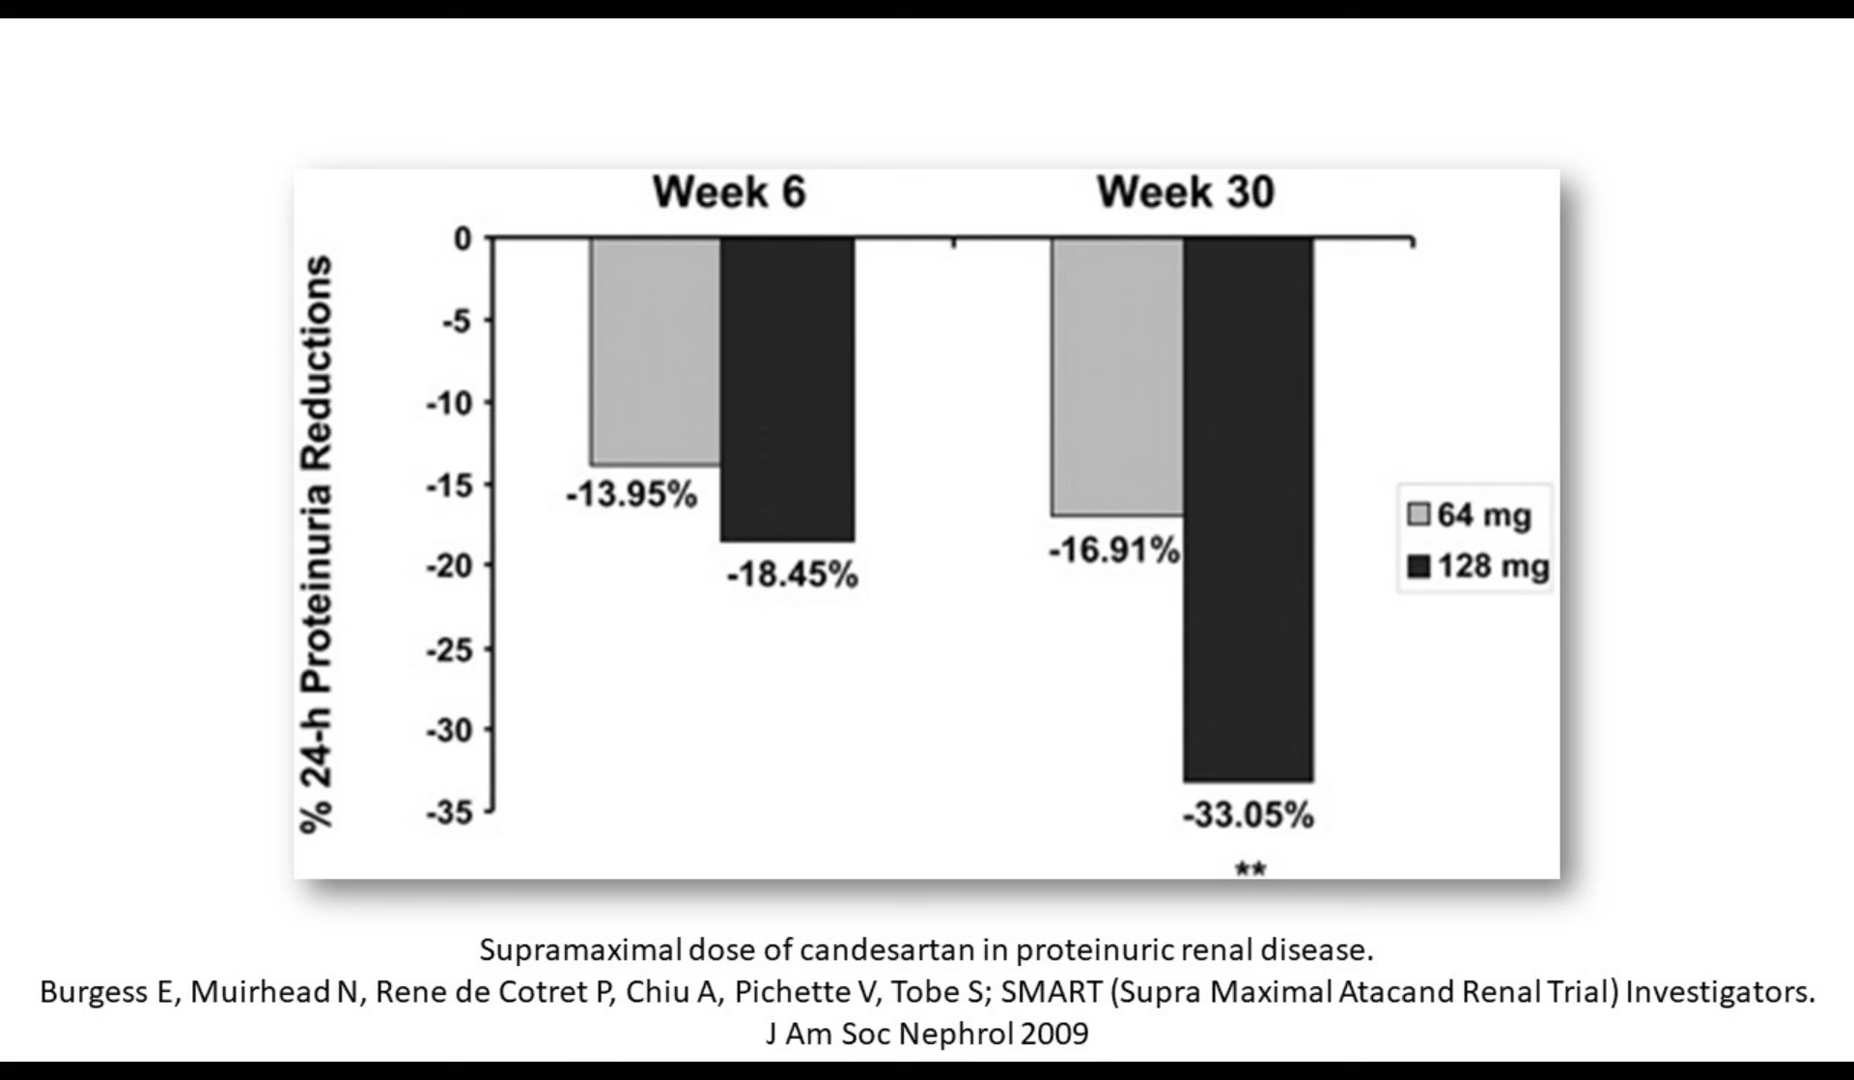 Week 6 Week 30
% 24-h Proteinuria Reductions
0
-5
-10
-15
-20
-25
-30
-35
-13.95%
-18.45%
-16.91%
-33.05%
**
64 mg
128 mg
Supramaximal dose of candesartan in proteinuric renal disease.
Burgess E, Muirhead N, Rene de Cotret P, Chiu A, Pichette V, Tobe S; SMART (Supra Maximal Atacand Renal Trial) Investigators.
J Am Soc Nephrol 2009